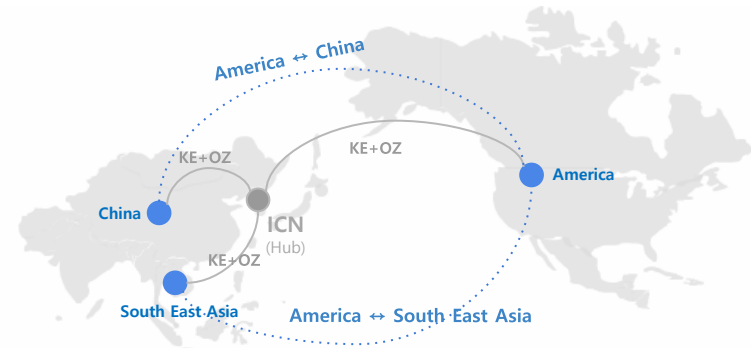 America ↔ China
KE+OZ
KE+OZ
America
China
ICN
(Hub)
KE+OZ
South East Asia
America ↔ South East Asia